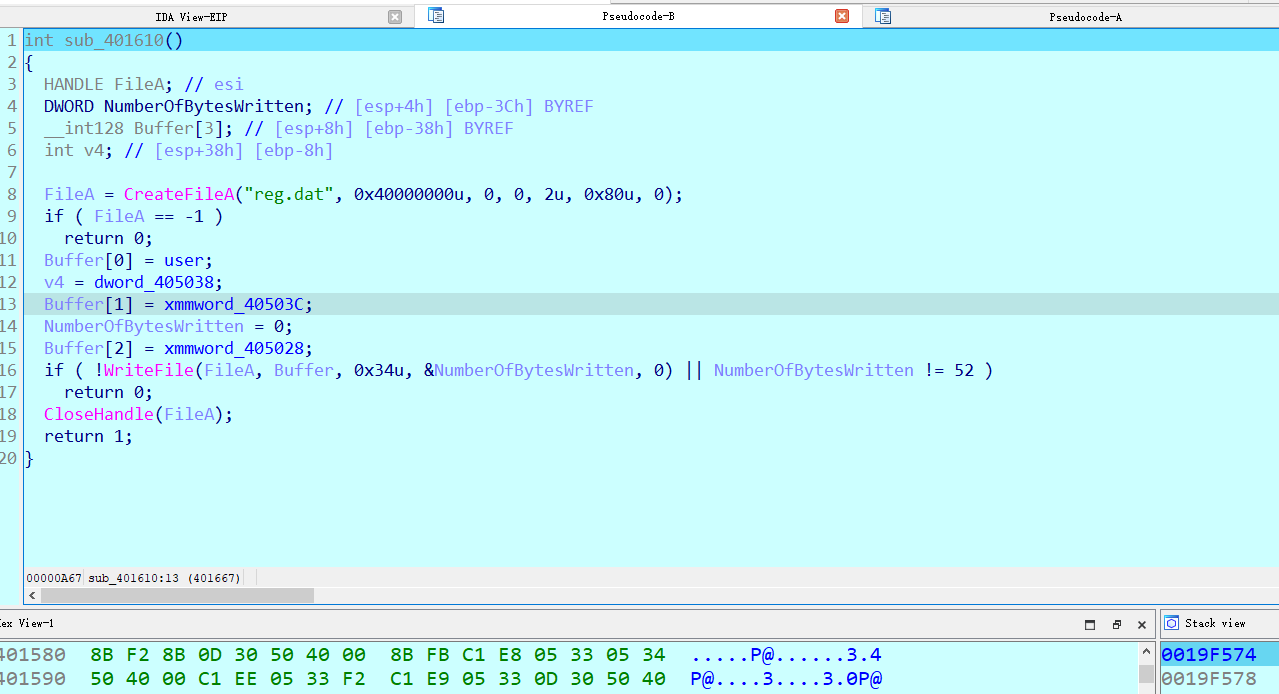 IDA View-EIP
Pseudocode-B
Pseudocode-A
1 int sub_401610()
2 {
3 HANDLE FileA; // esi
4 DWORD NumberOfBytesWritten; // [esp+4h] [ebp-3Ch] BYREF
5 __int128 Buffer[3]; // [esp+8h] [ebp-38h] BYREF
6 int v4; // [esp+38h] [ebp-8h]
7
8 FileA = CreateFileA("reg.dat", 0x40000000u, 0, 0, 2u, 0x80u, 0);
9 if ( FileA == -1 )
10 return 0;
11 Buffer[0] = user;
12 v4 = dword_405038;
13 Buffer[1] = xmmword_40503C;
14 NumberOfBytesWritten = 0;
15 Buffer[2] = xmmword_405028;
16 if ( !WriteFile(FileA, Buffer, 0x34u, &NumberOfBytesWritten, 0) || NumberOfBytesWritten != 52 )
17 return 0;
18 CloseHandle(FileA);
19 return 1;
20 }
00000A67 sub_401610:13 (401667)
ex View-1
Stack view
401580 8B F2 8B 0D 30 50 40 00 8B FB C1 E8 05 33 05 34 .....P@......3.4
0019F574
401590 50 40 00 C1 EE 05 33 F2 C1 E9 05 33 0D 30 50 40 P@....3....3.0P@
0019F578